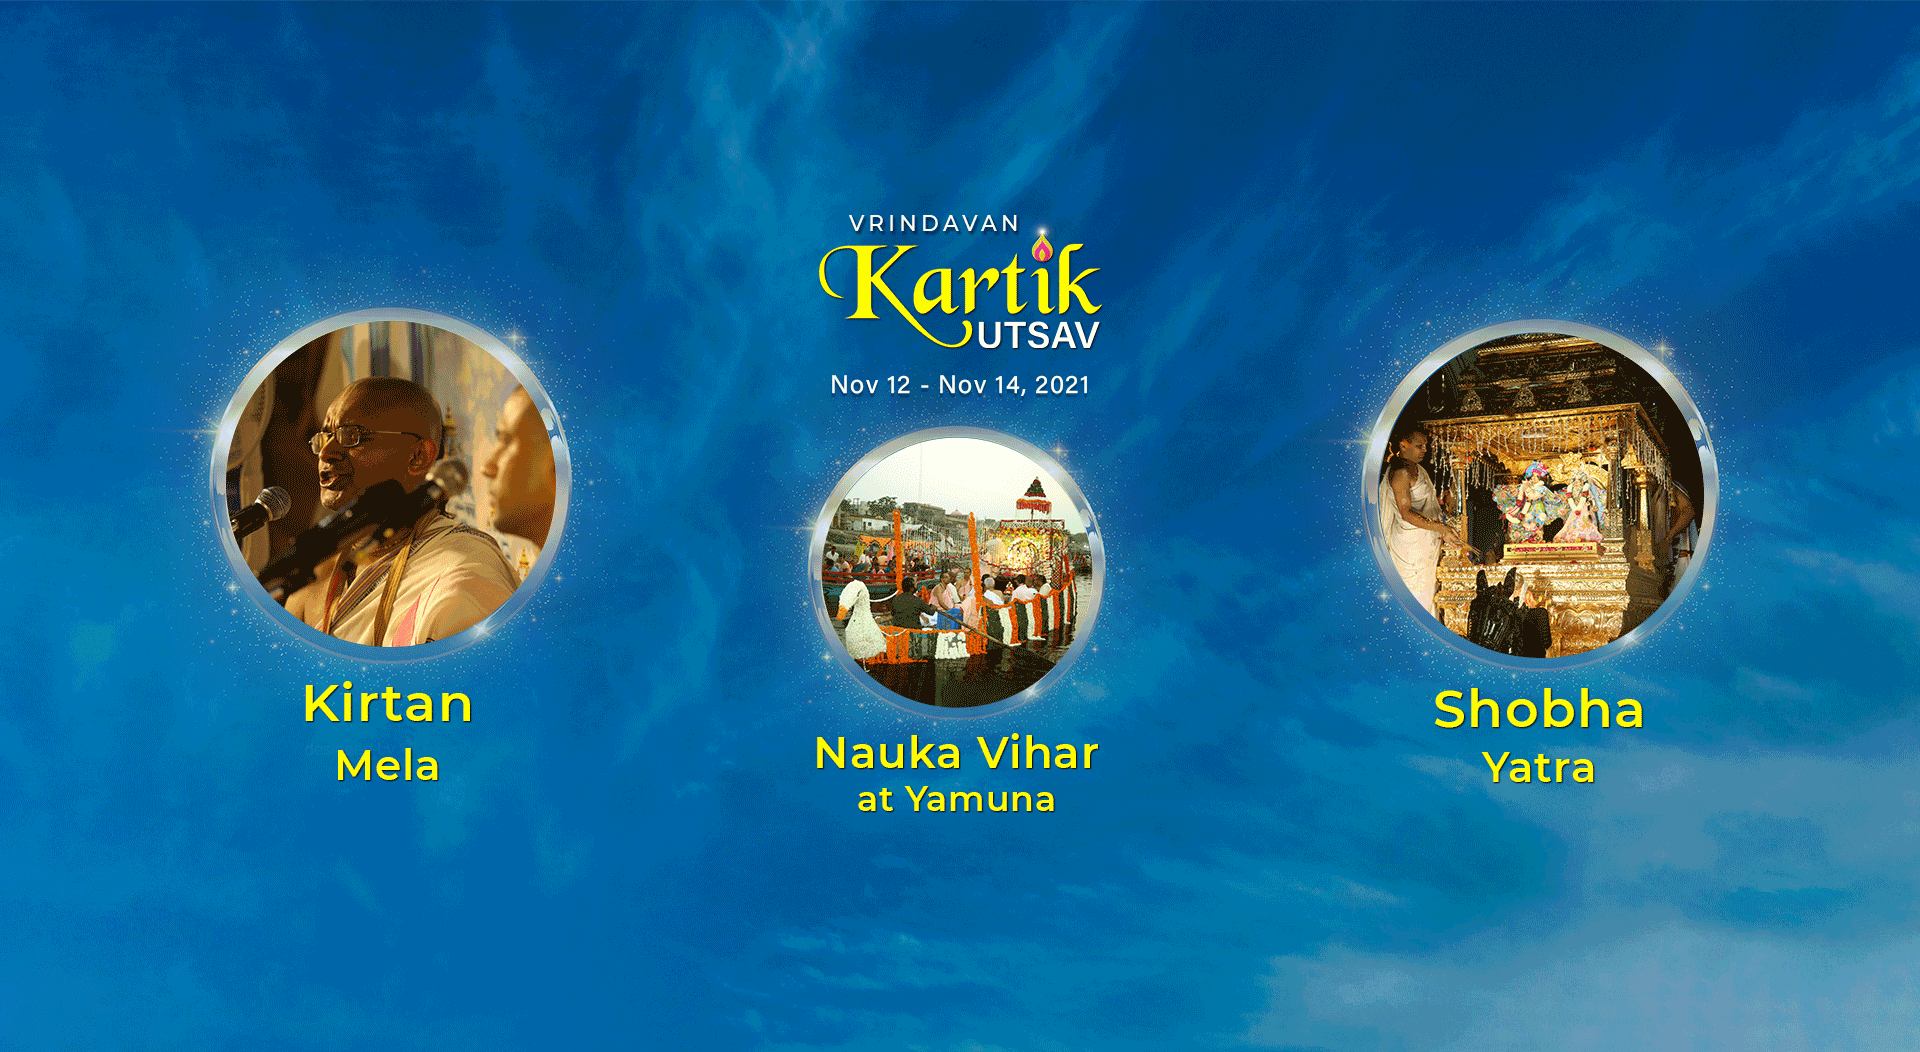 VRINDAVAN
Kartik
UTSAV
Nov 12 - Nov 14, 2021
Kirtan
Mela
Nauka Vihar
at Yamuna
Shobha
Yatra